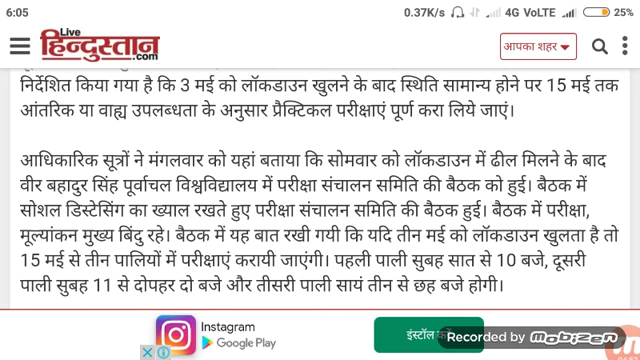 6:05 0.37K/s 4G VoLTE 25%
Live
हिन्दुस्तान
.com
आपका शहर
निर्देशित किया गया है कि 3 मई को लॉकडाउन खुलने के बाद स्थिति सामान्य होने पर 15 मई तक
आंतरिक या वाह्य उपलब्धता के अनुसार प्रैक्टिकल परीक्षाएं पूर्ण करा लिये जाएं।
आधिकारिक सूत्रों ने मंगलवार को यहां बताया कि सोमवार को लॉकडाउन में ढील मिलने के बाद
वीर बहादुर सिंह पूर्वाचल विश्वविद्यालय में परीक्षा संचालन समिति की बैठक को हुई। बैठक में
सोशल डिस्टेसिंग का ख्याल रखते हुए परीक्षा संचालन समिति की बैठक हुई। बैठक में परीक्षा,
मूल्यांकन मुख्य बिंदु रहे। बैठक में यह बात रखी गयी कि यदि तीन मई को लॉकडाउन खुलता है तो
15 मई से तीन पालियों में परीक्षाएं करायी जाएंगी। पहली पाली सुबह सात से 10 बजे, दूसरी
पाली सुबह 11 से दोपहर दो बजे और तीसरी पाली सायं तीन से छह बजे होगी।
Instagram
Google Play
इंस्टॉल
Recorded by mobizen